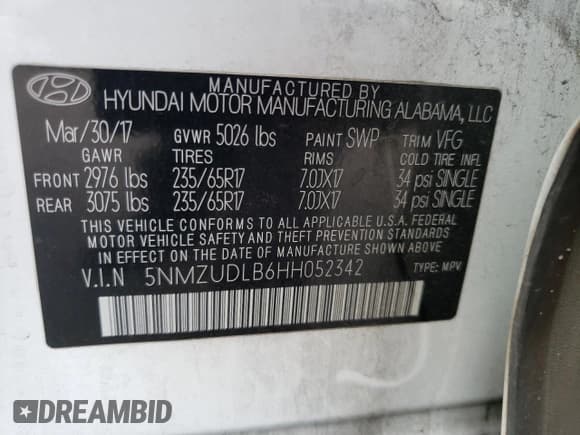 MANUFACTURED BY
HYUNDAI MOTOR MANUFACTURING ALABAMA, LLC
Mar/30/17 GVWR 5026 lbs PAINT SWP TRIM VFG
GAWR TIRES RIMS COLD TIRE INFL
FRONT 2976 lbs 235/65R17 7.0JX17 34 psi SINGLE
REAR 3075 lbs 235/65R17 7.0JX17 34 psi SINGLE
THIS VEHICLE CONFORMS TO ALL APPLICABLE U.S.A. FEDERAL
MOTOR VEHICLE SAFETY AND THEFT PREVENTION STANDARDS
IN EFFECT ON THE DATE OF MANUFACTURE SHOWN ABOVE.
V.I.N 5NMZUDLB6HH052342 TYPE: MPV
DREAMBID